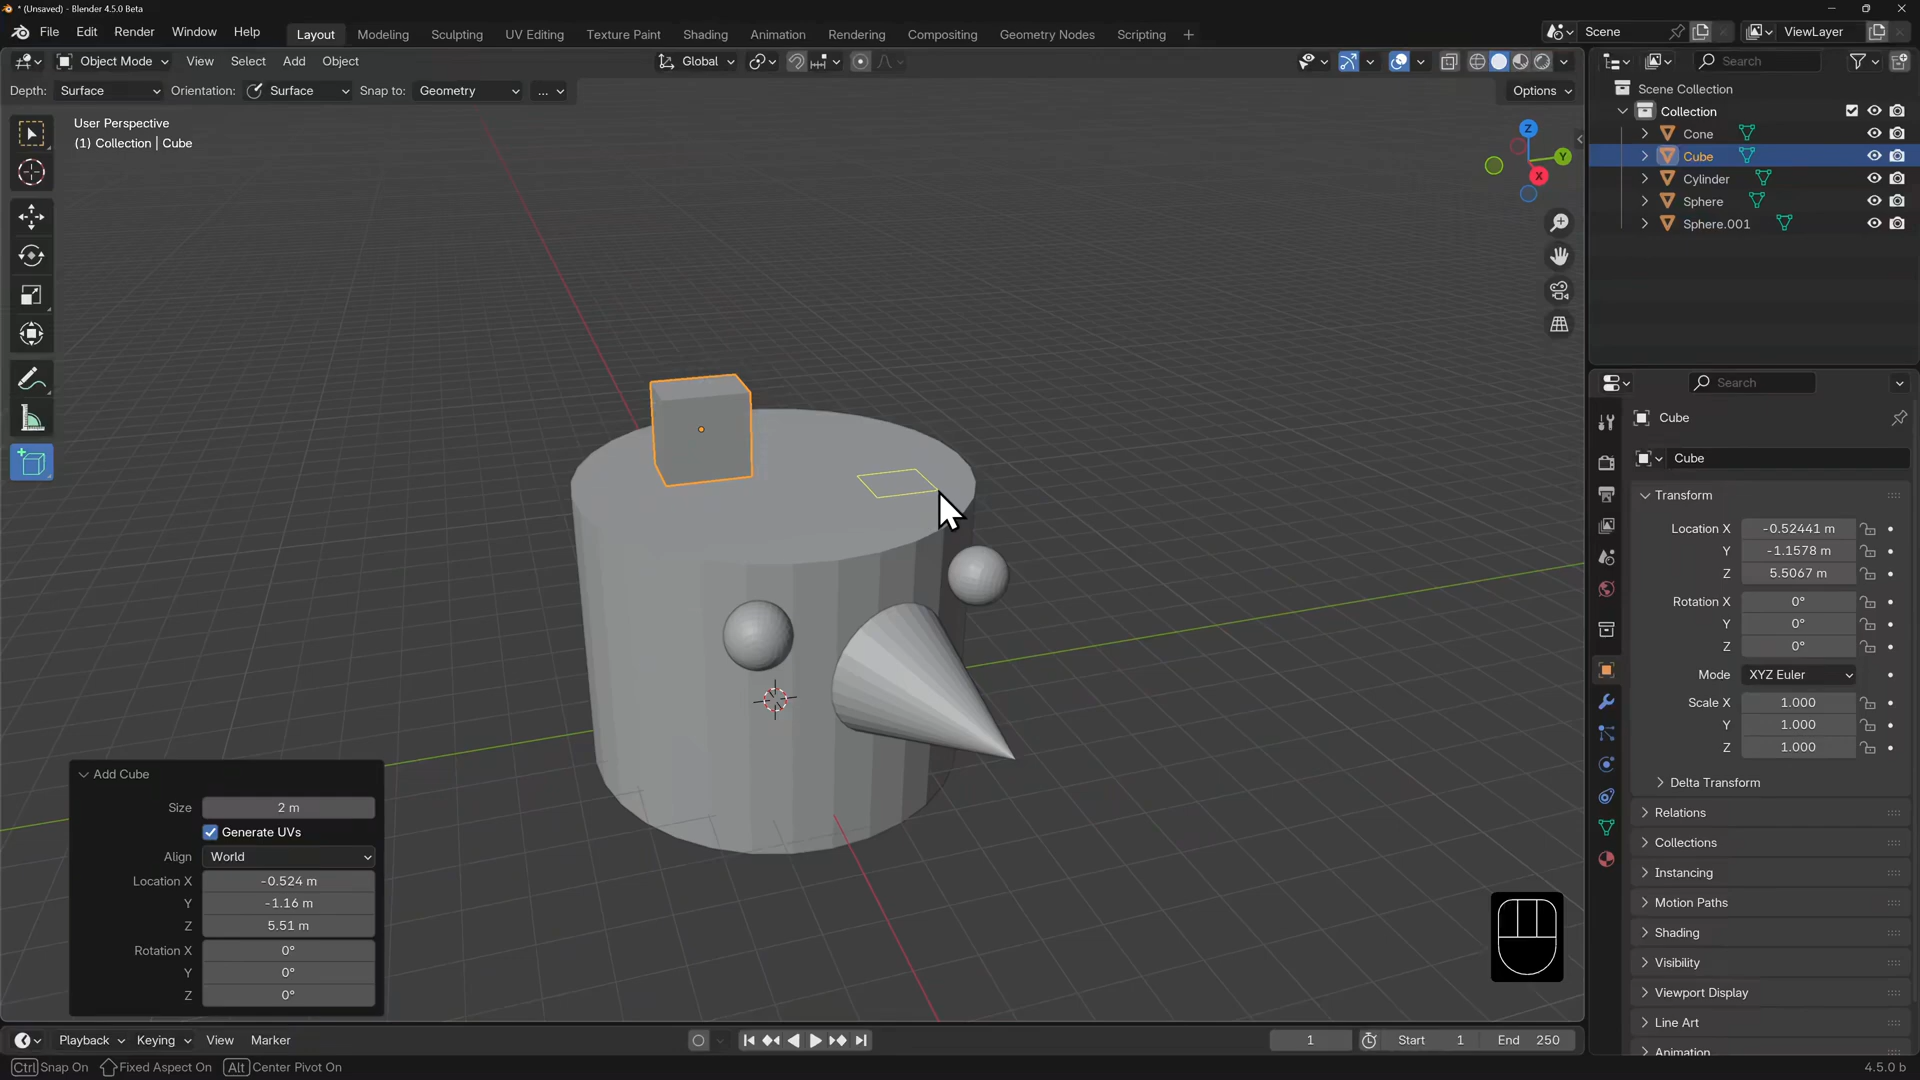 * (Unsaved) - Blender 4.5.0 Beta
File Edit Render Window Help Layout Modeling Sculpting UV Editing Texture Paint Shading Animation Rendering Compositing Geometry Nodes Scripting + Scene ViewLayer
Object Mode View Select Add Object Global Search
Depth: Surface Orientation: Surface Snap to: Geometry ... Options
User Perspective
(1) Collection | Cube
Z
Y
X
Scene Collection
Collection
Cone
Cube
Cylinder
Sphere
Sphere.001
Search
Cube
Cube
Transform
Location X -0.52441 m
Y -1.1578 m
Z 5.5067 m
Rotation X 0°
Y 0°
Z 0°
Mode XYZ Euler
Scale X 1.000
Y 1.000
Z 1.000
Delta Transform
Relations
Collections
Instancing
Motion Paths
Shading
Visibility
Viewport Display
Line Art
Animation
Add Cube
Size 2 m
Generate UVs
Align World
Location X -0.524 m
Y -1.16 m
Z 5.51 m
Rotation X 0°
Y 0°
Z 0°
Playback Keying View Marker 1 Start 1 End 250
Ctrl Snap On Fixed Aspect On Alt Center Pivot On 4.5.0 b